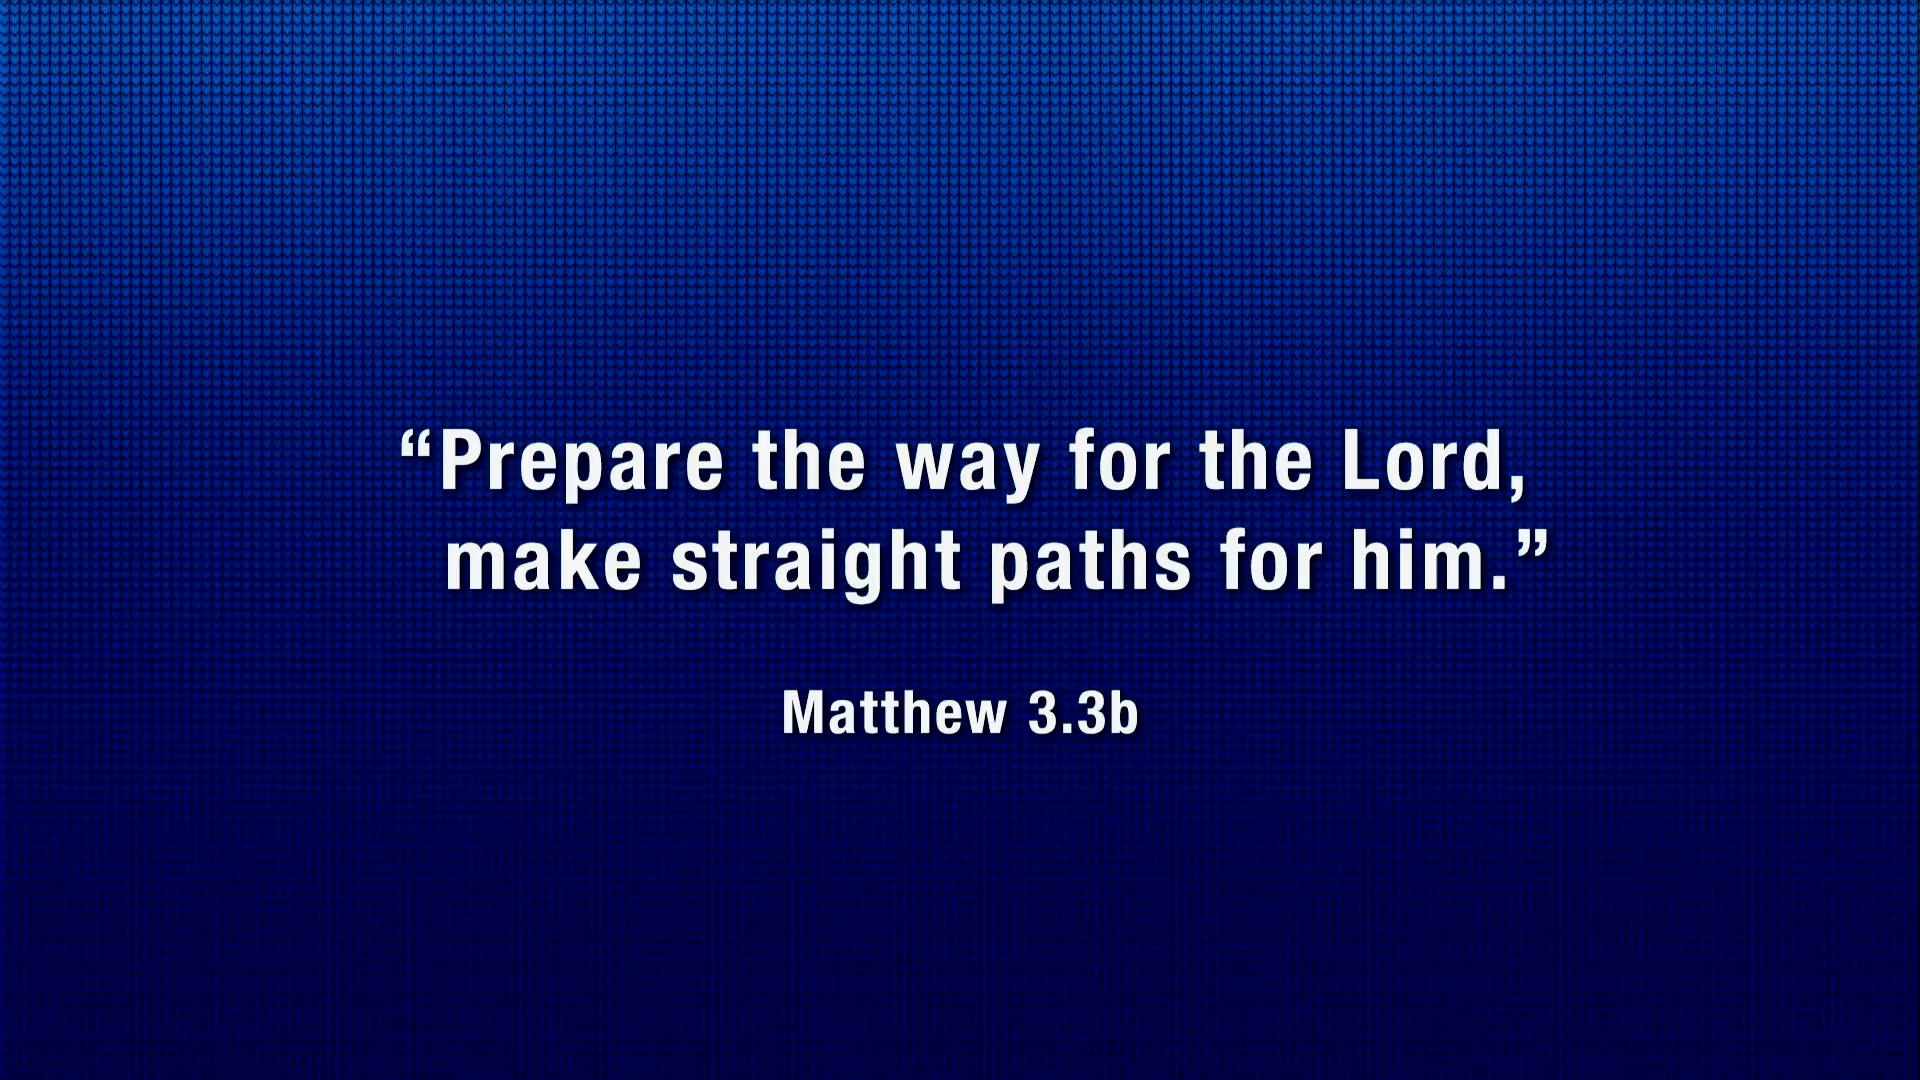 “Prepare the way for the Lord,
make straight paths for him.”
Matthew 3.3b